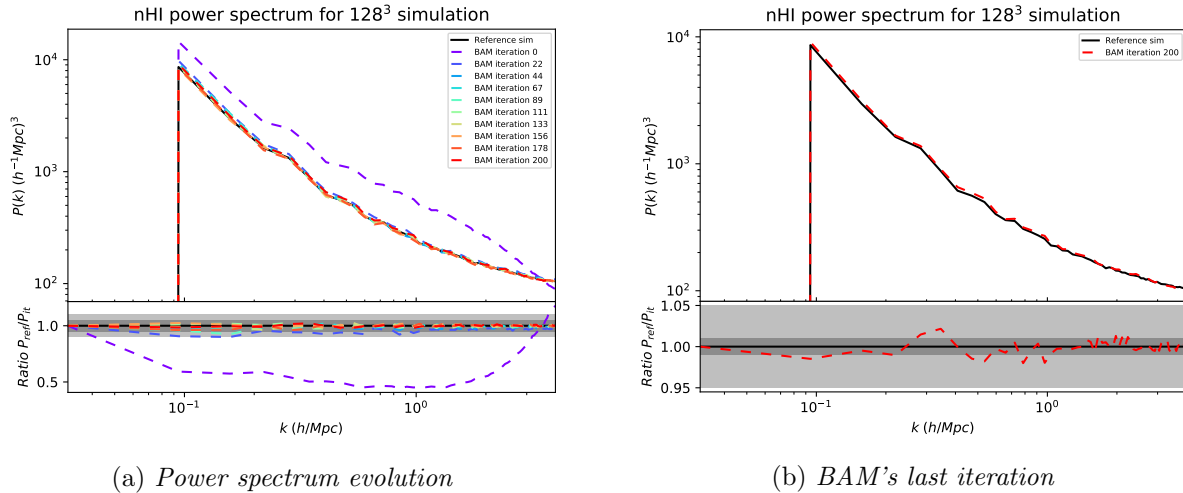 nHI power spectrum for 128³ simulation
P(k) (h⁻¹Mpc)³
10⁴
10³
10²
Reference sim
BAM iteration 0
BAM iteration 22
BAM iteration 44
BAM iteration 67
BAM iteration 89
BAM iteration 111
BAM iteration 133
BAM iteration 156
BAM iteration 178
BAM iteration 200
Ratio P_ref/P_it
1.0
0.5
10⁻¹
10⁰
k (h/Mpc)
(a) Power spectrum evolution
nHI power spectrum for 128³ simulation
P(k) (h⁻¹Mpc)³
10⁴
10³
10²
Reference sim
BAM iteration 200
Ratio P_ref/P_it
1.05
1.00
0.95
10⁻¹
10⁰
k (h/Mpc)
(b) BAM's last iteration